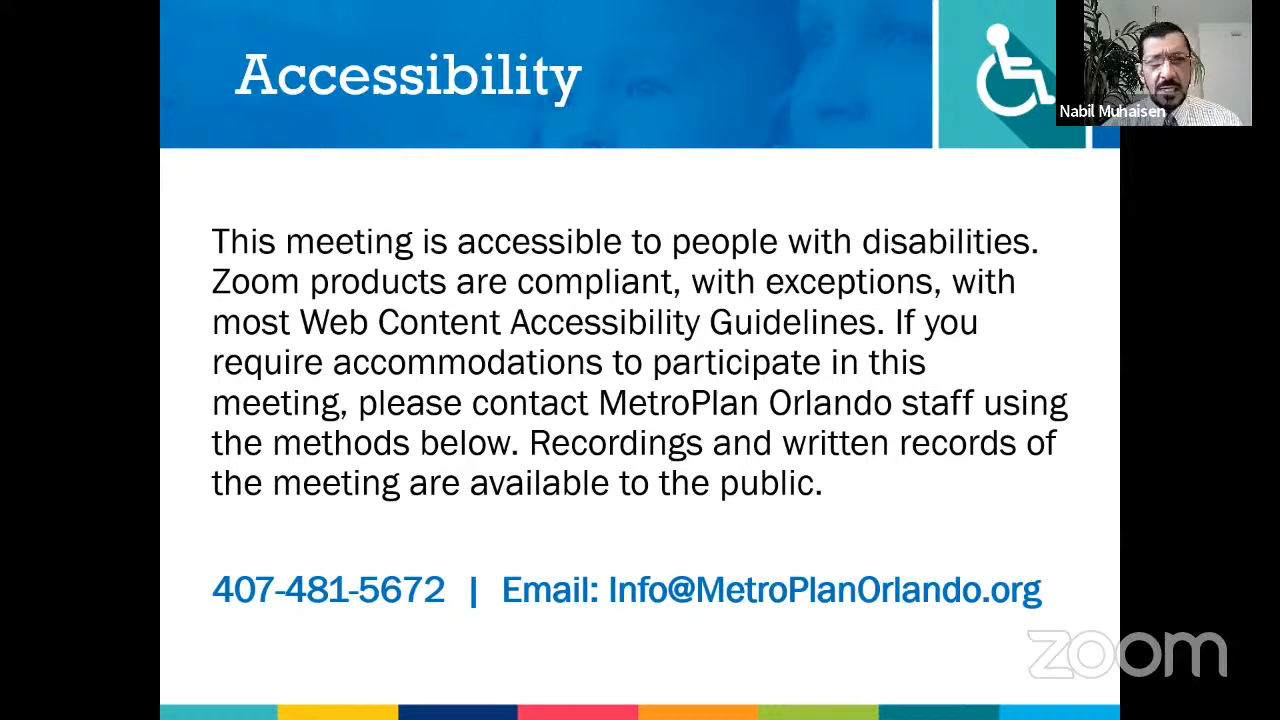 Accessibility
Nabil Muhaisen
This meeting is accessible to people with disabilities.
Zoom products are compliant, with exceptions, with
most Web Content Accessibility Guidelines. If you
require accommodations to participate in this
meeting, please contact MetroPlan Orlando staff using
the methods below. Recordings and written records of
the meeting are available to the public.
407-481-5672 | Email: Info@MetroPlanOrlando.org
zoom